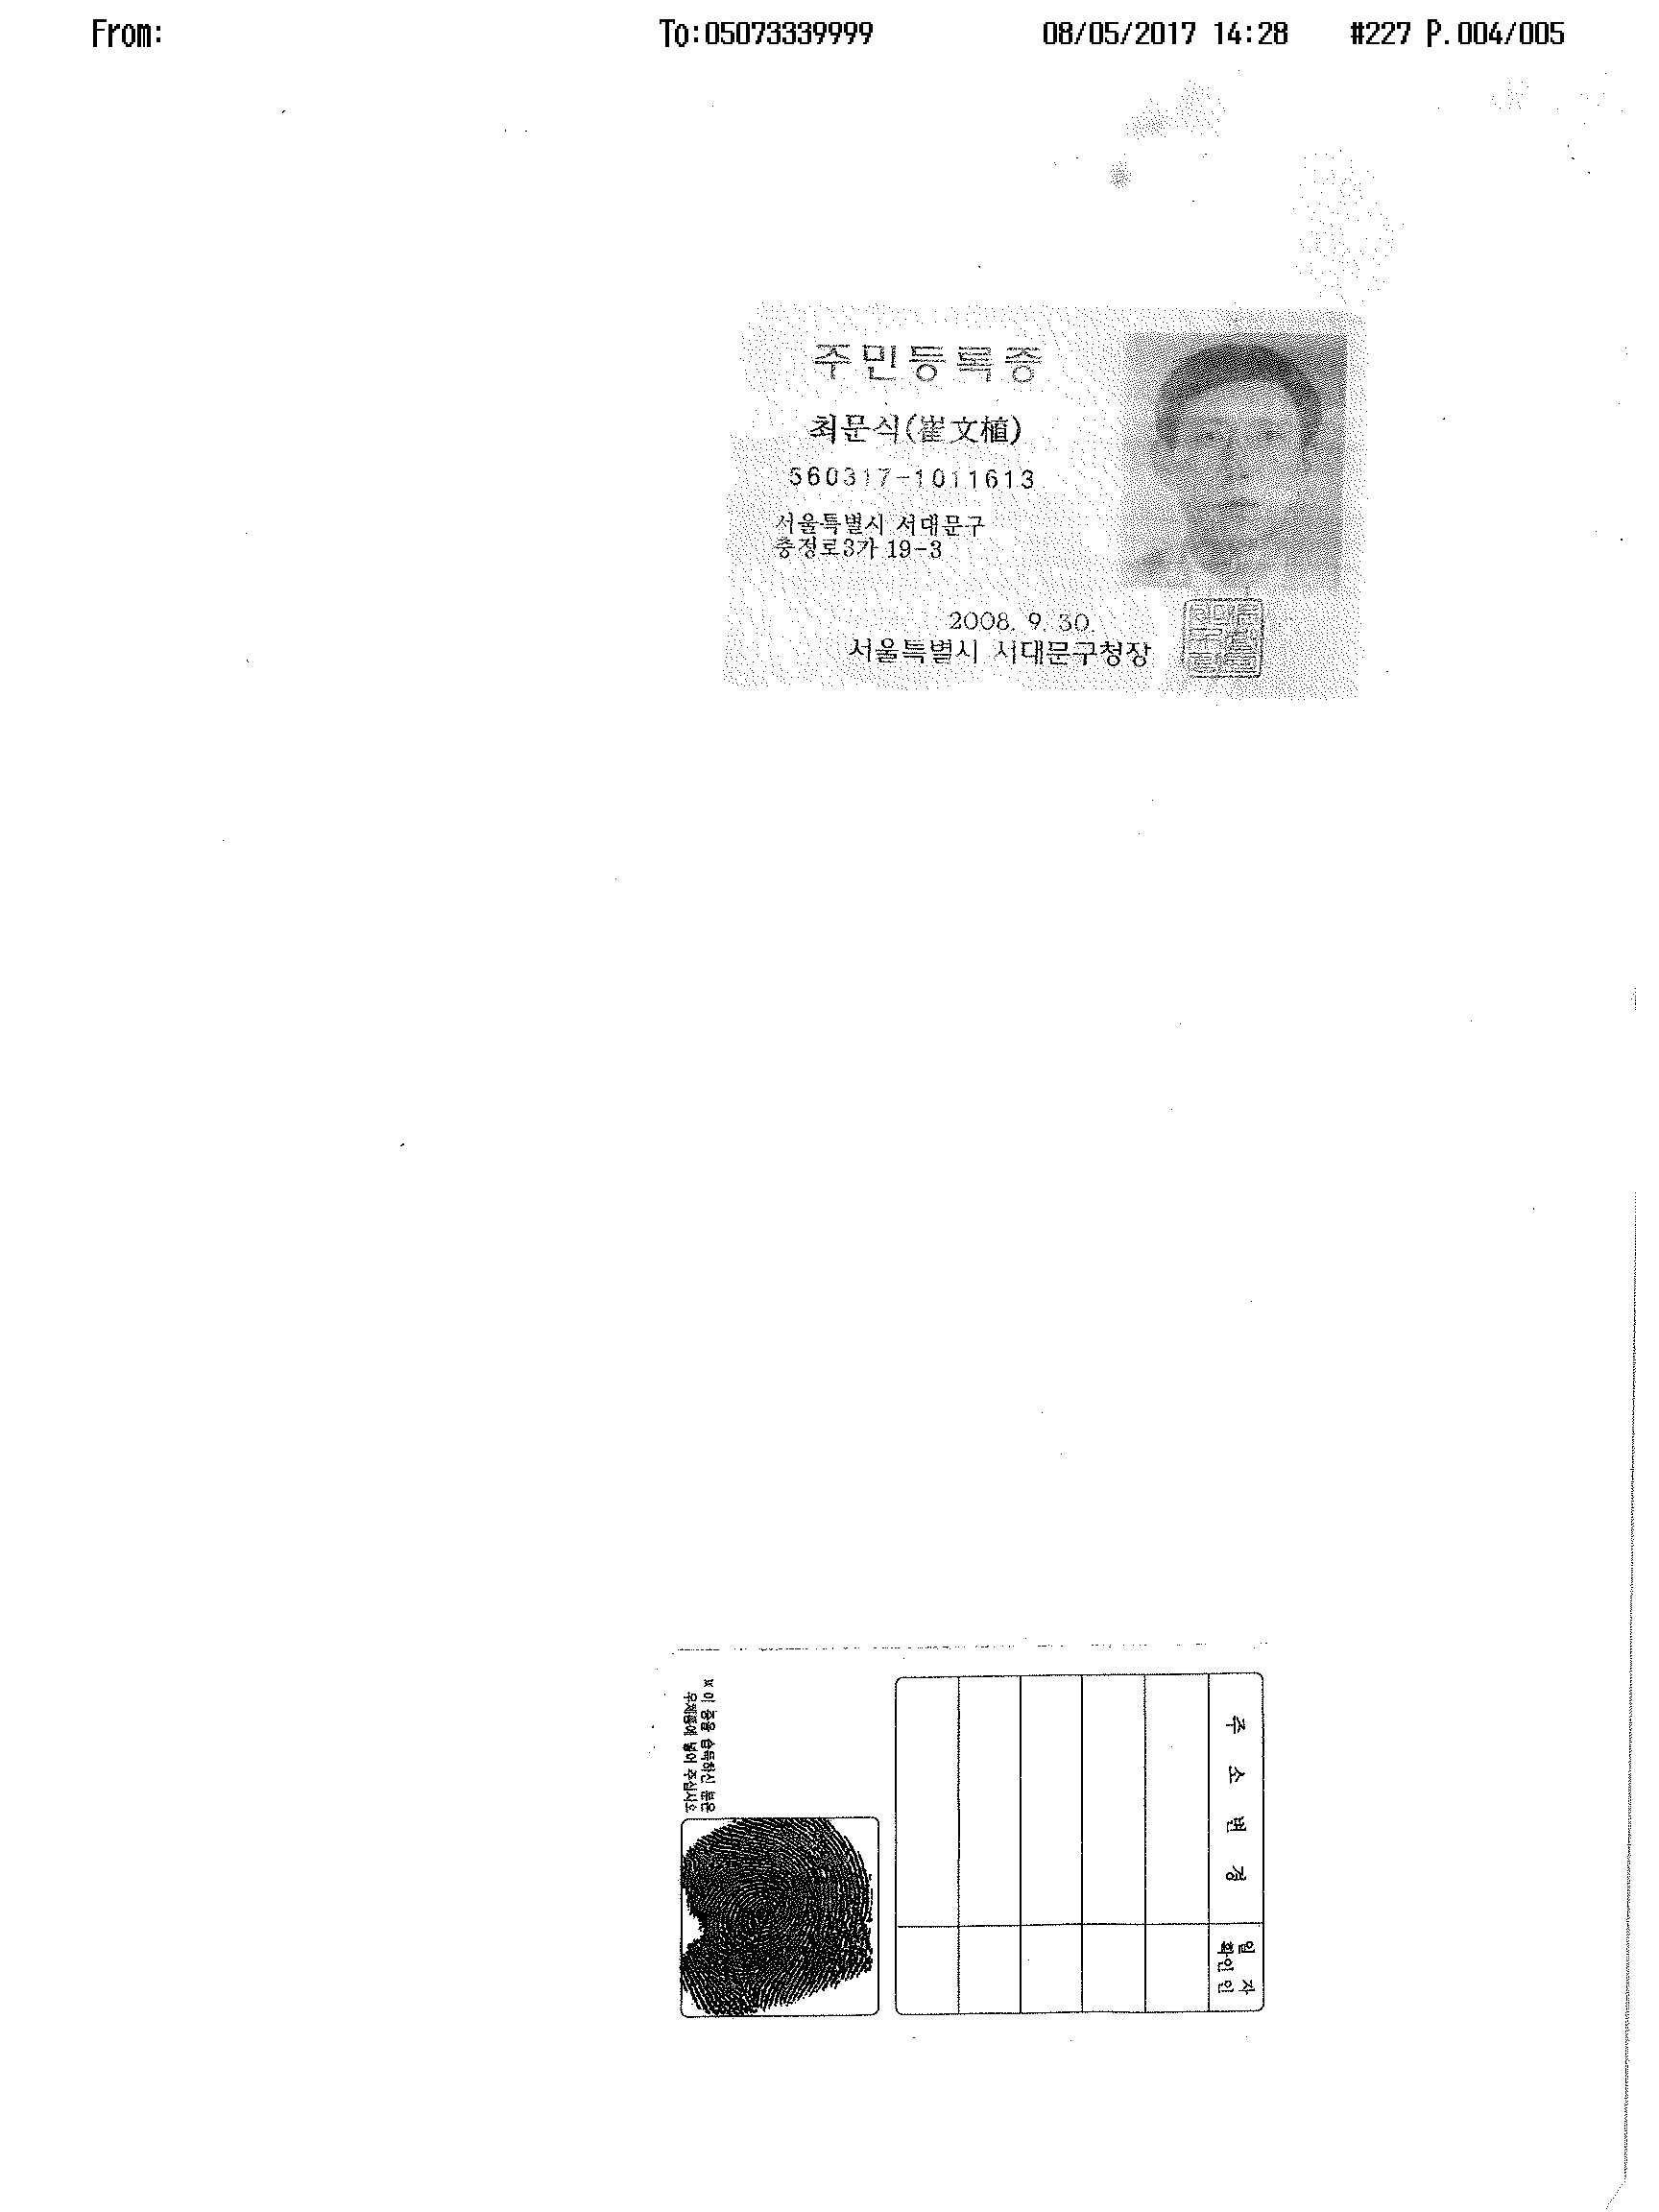 From: To:05073339999 08/05/2017 14:28 #227 P.004/005
주민등록증
최문식(崔文植)
560317-1011613
서울특별시 서대문구
충정로3가 19-3
2008. 9. 30.
서울특별시 서대문구청장
※ 이 증을 습득하신 분은
우체통에 넣어 주십시오
주 소 변 경
일 자
확인인